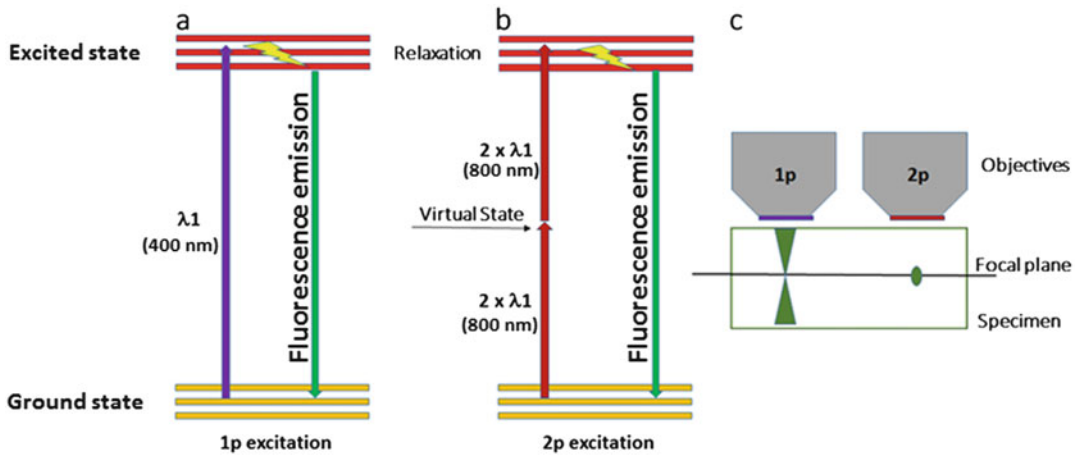 a
b
c
Excited state
Relaxation
Fluorescence emission
Fluorescence emission
λ1
(400 nm)
2 x λ1
(800 nm)
Virtual State
2 x λ1
(800 nm)
Ground state
1p excitation
2p excitation
1p
2p
Objectives
Focal plane
Specimen